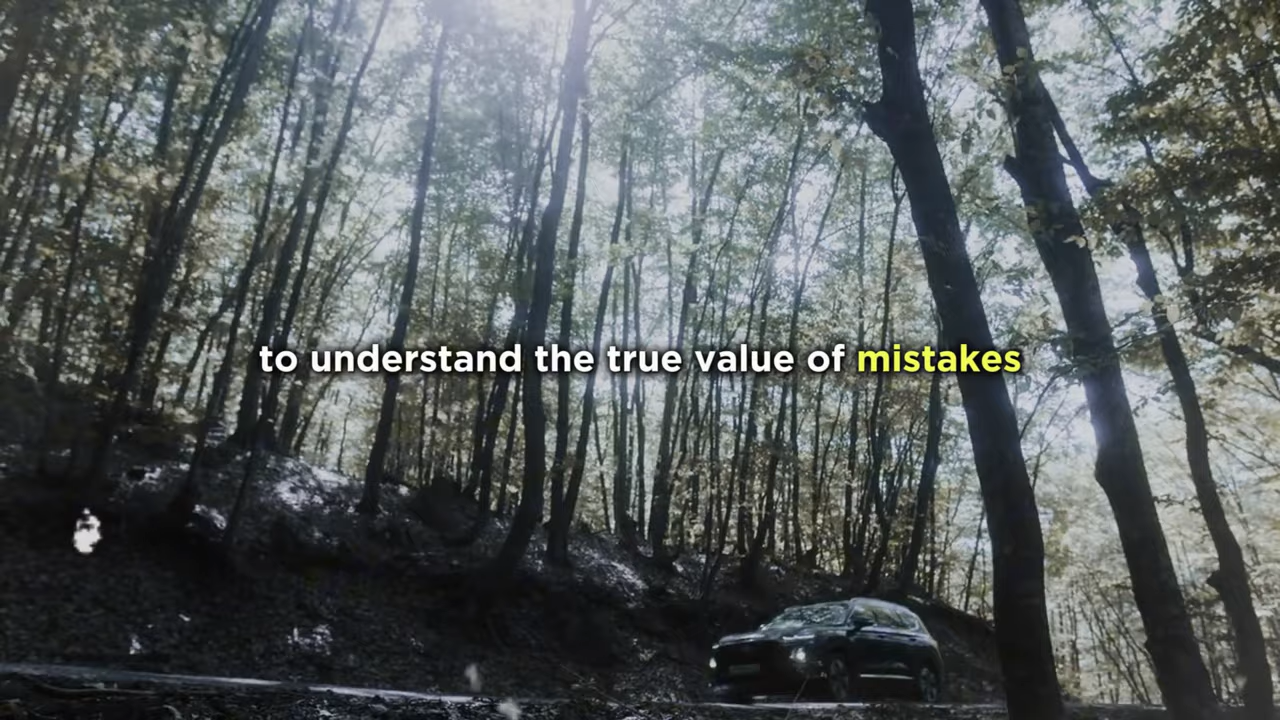 to understand the true value of mistakes